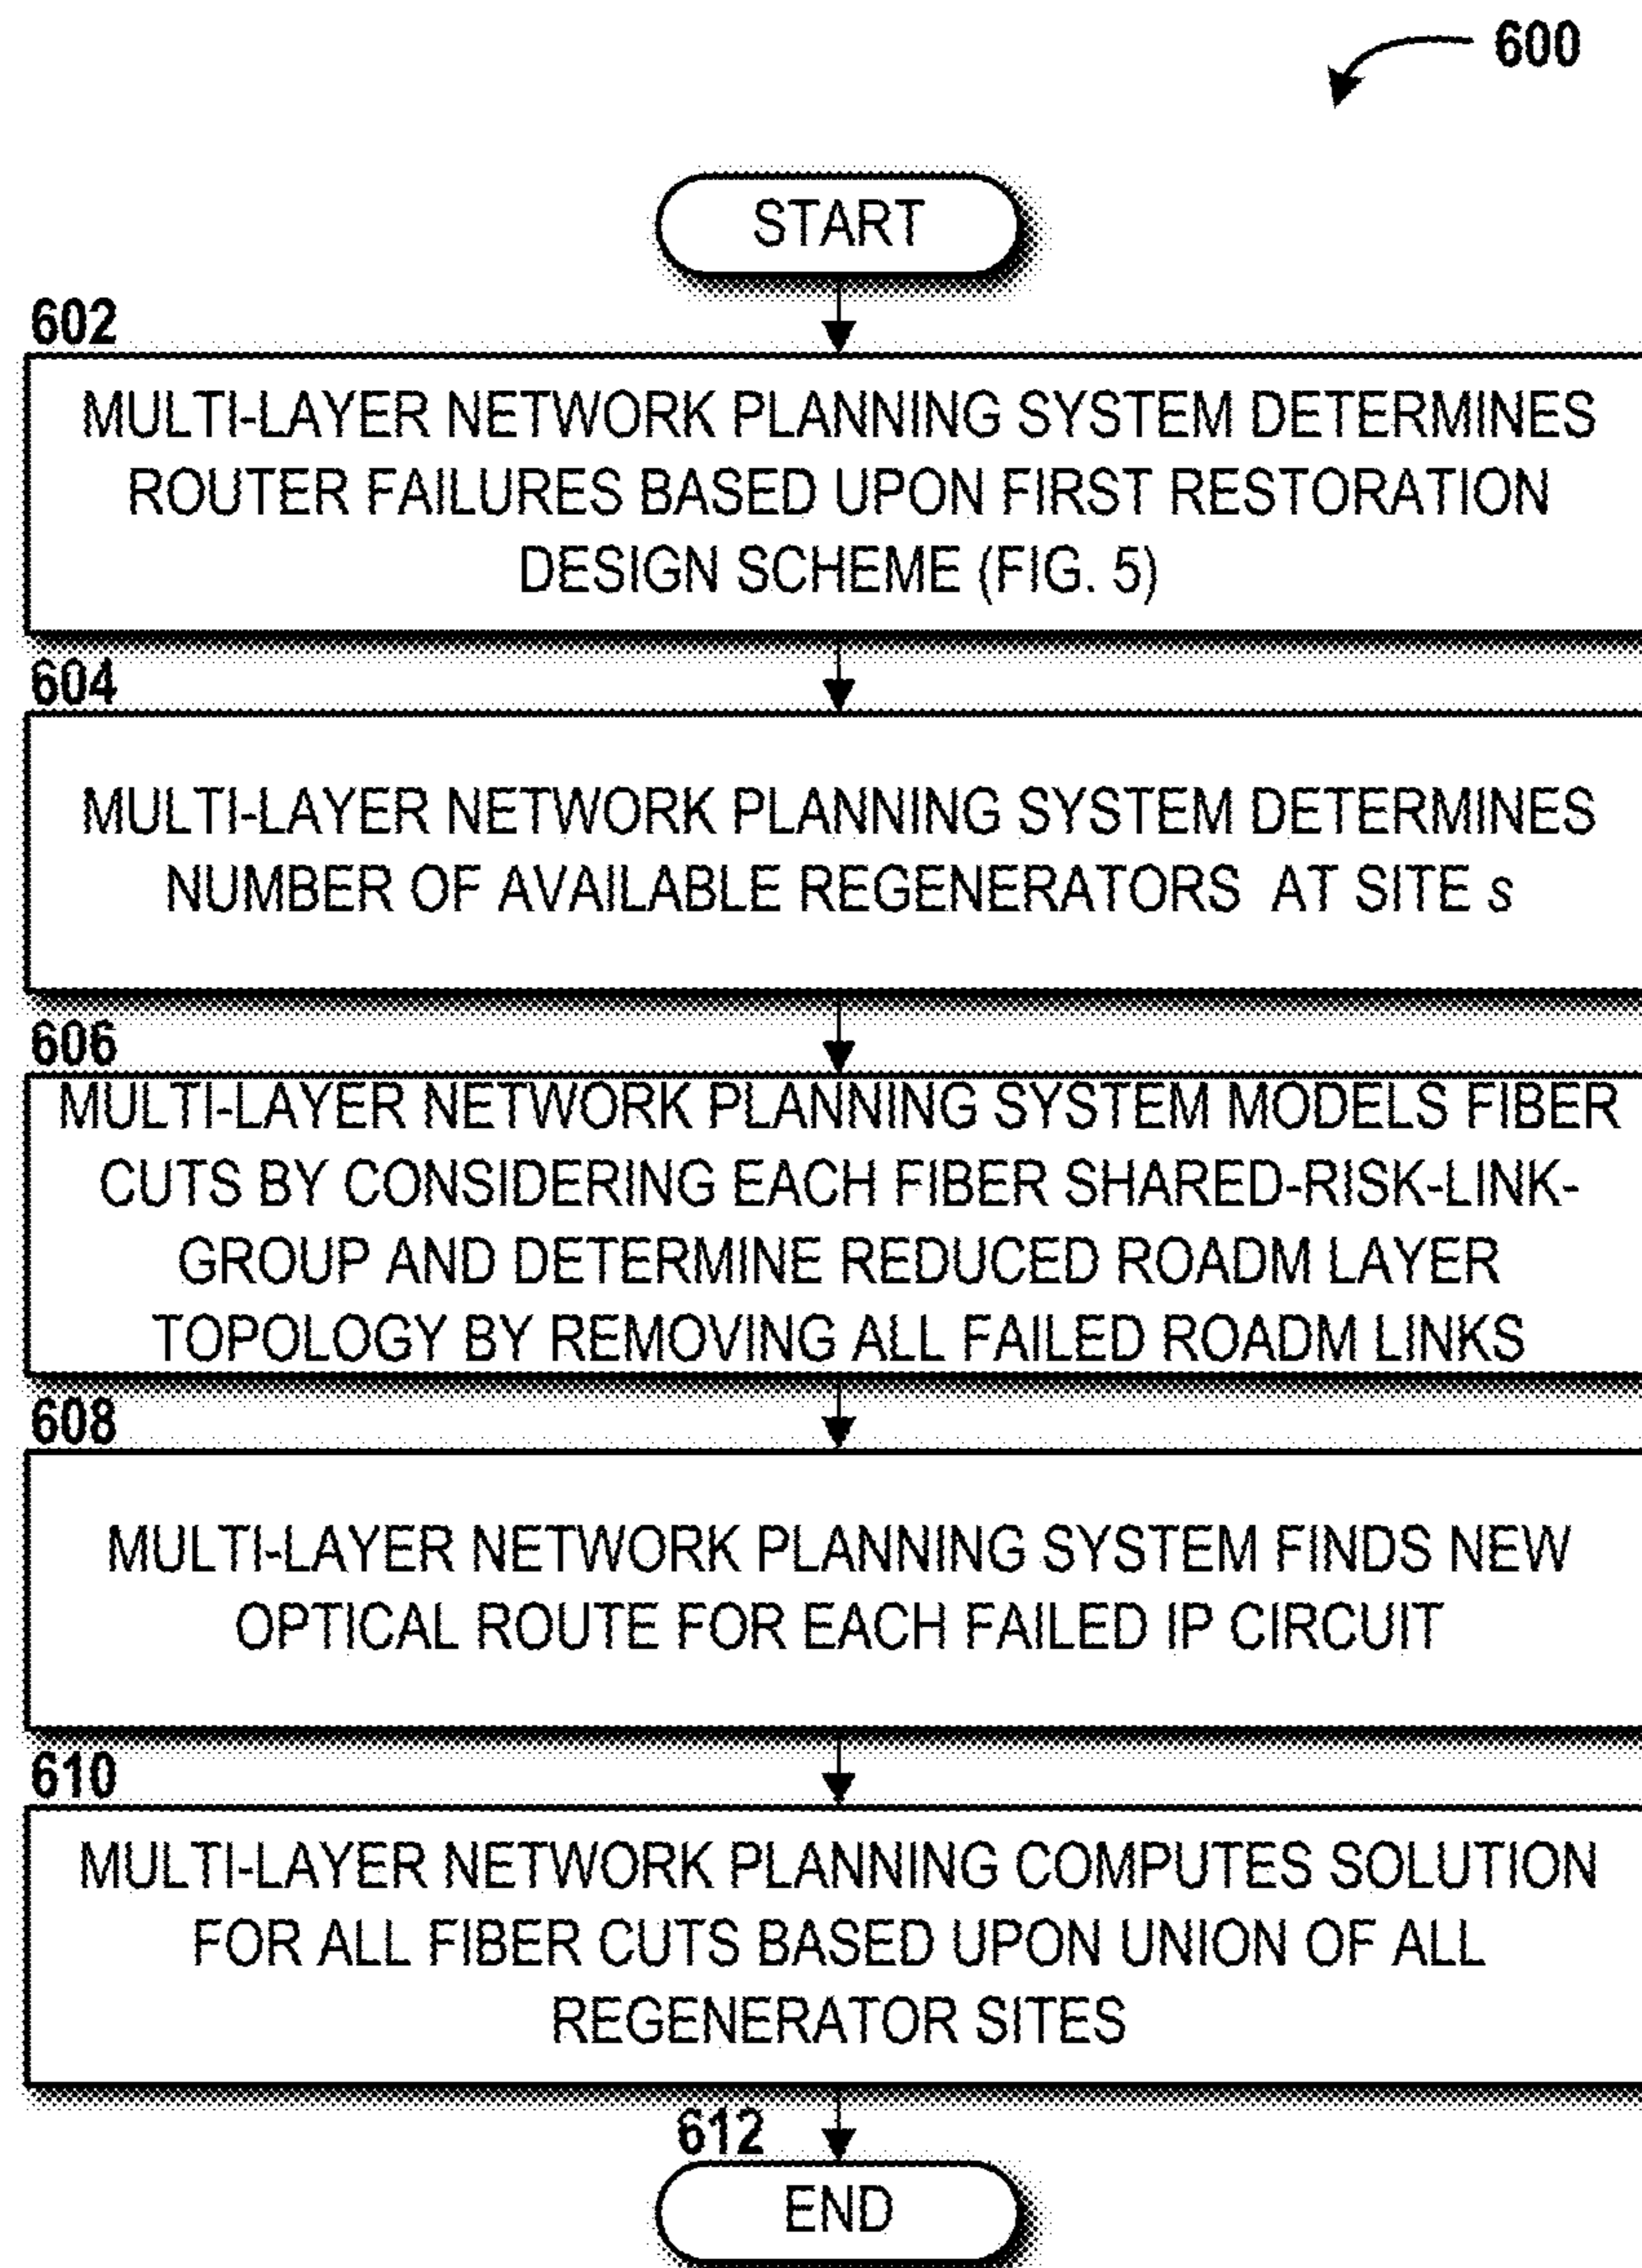 600
START
602
MULTI-LAYER NETWORK PLANNING SYSTEM DETERMINES
ROUTER FAILURES BASED UPON FIRST RESTORATION
DESIGN SCHEME (FIG. 5)
604
MULTI-LAYER NETWORK PLANNING SYSTEM DETERMINES
NUMBER OF AVAILABLE REGENERATORS AT SITE s
606
MULTI-LAYER NETWORK PLANNING SYSTEM MODELS FIBER
CUTS BY CONSIDERING EACH FIBER SHARED-RISK-LINK-
GROUP AND DETERMINE REDUCED ROADM LAYER
TOPOLOGY BY REMOVING ALL FAILED ROADM LINKS
608
MULTI-LAYER NETWORK PLANNING SYSTEM FINDS NEW
OPTICAL ROUTE FOR EACH FAILED IP CIRCUIT
610
MULTI-LAYER NETWORK PLANNING COMPUTES SOLUTION
FOR ALL FIBER CUTS BASED UPON UNION OF ALL
REGENERATOR SITES
612
END